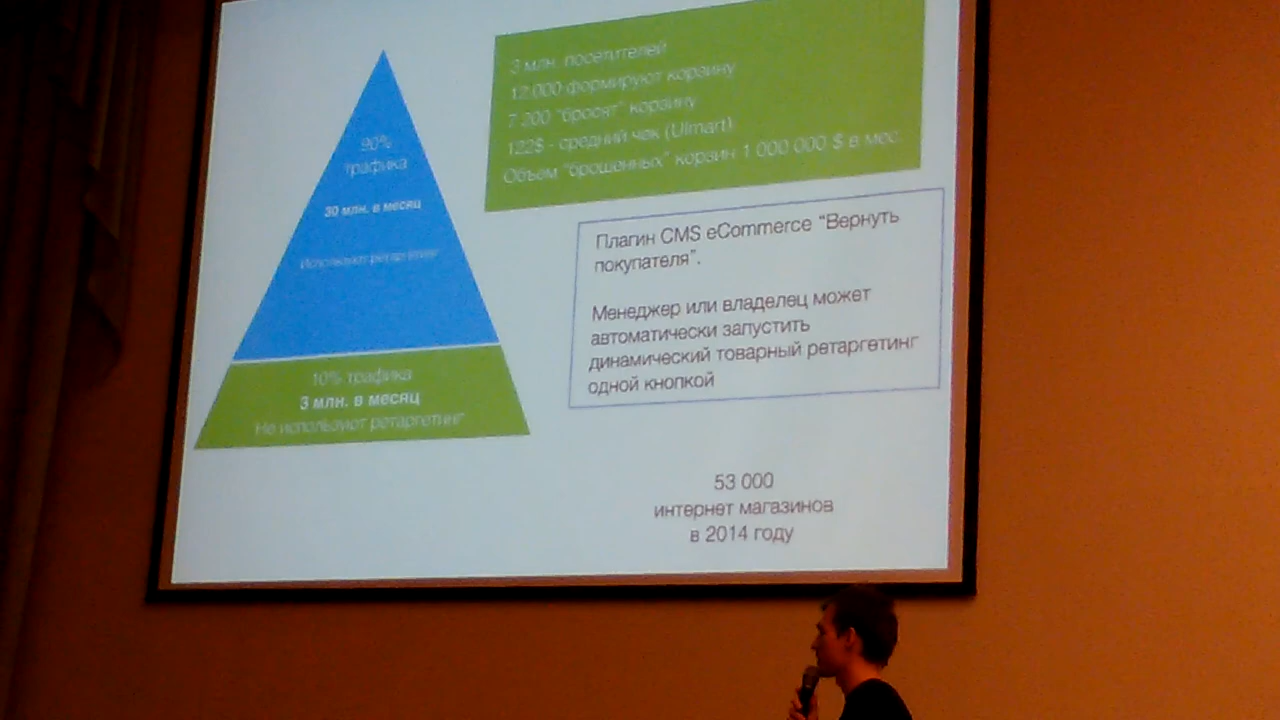 90%
трафика
30 млн. в месяц
Используют ретаргетинг
10% трафика
3 млн. в месяц
Не используют ретаргетинг
3 млн. посетителей
12 000 формируют корзину
7 200 "бросят" корзину
122$ - средний чек (Ulmart)
Объем "брошенных" корзин 1 000 000 $ в мес.
Плагин CMS eCommerce "Вернуть
покупателя".
Менеджер или владелец может
автоматически запустить
динамический товарный ретаргетинг
одной кнопкой
53 000
интернет магазинов
в 2014 году